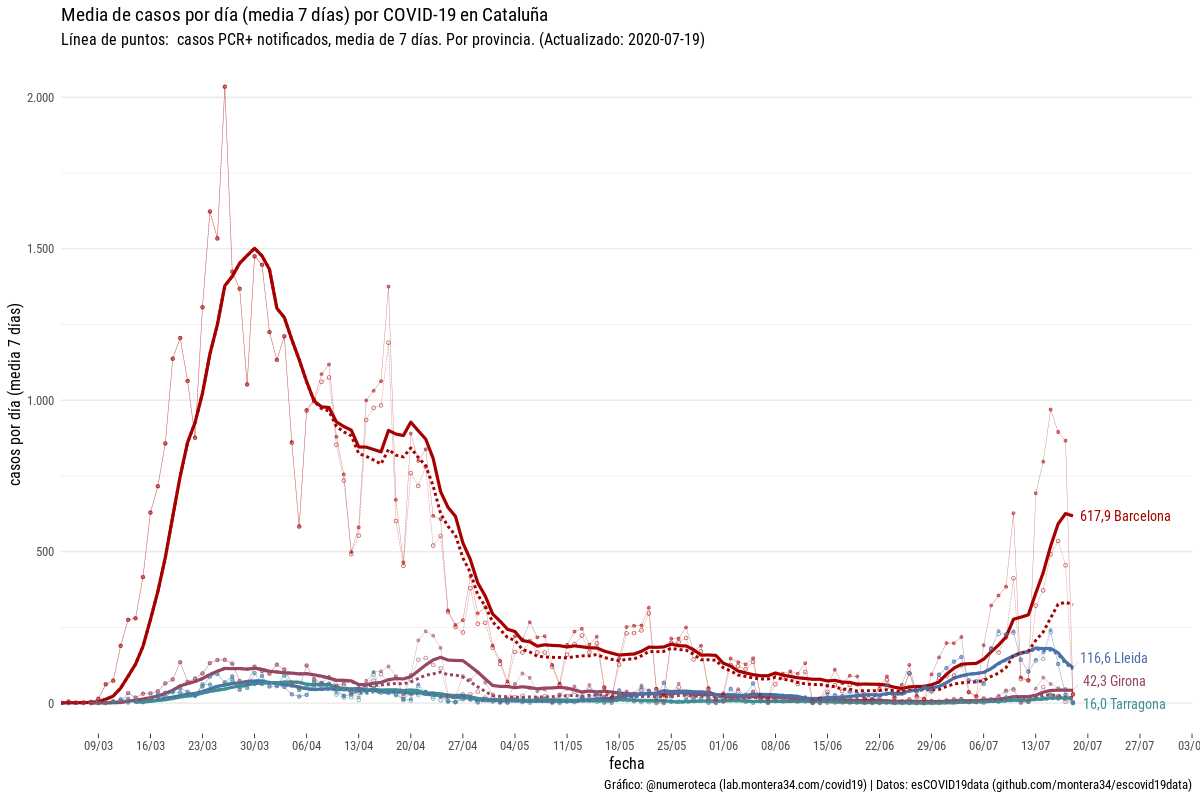 Media de casos por día (media 7 días) por COVID-19 en Cataluña
Línea de puntos:  casos PCR+ notificados, media de 7 días. Por provincia. (Actualizado: 2020-07-19)
casos por día (media 7 días)
2.000
1.500
1.000
500
0
617,9 Barcelona
116,6 Lleida
42,3 Girona
16,0 Tarragona
09/03 16/03 23/03 30/03 06/04 13/04 20/04 27/04 04/05 11/05 18/05 25/05 01/06 08/06 15/06 22/06 29/06 06/07 13/07 20/07 27/07 03/0
fecha
Gráfico: @numeroteca (lab.montera34.com/covid19) | Datos: esCOVID19data (github.com/montera34/escovid19data)